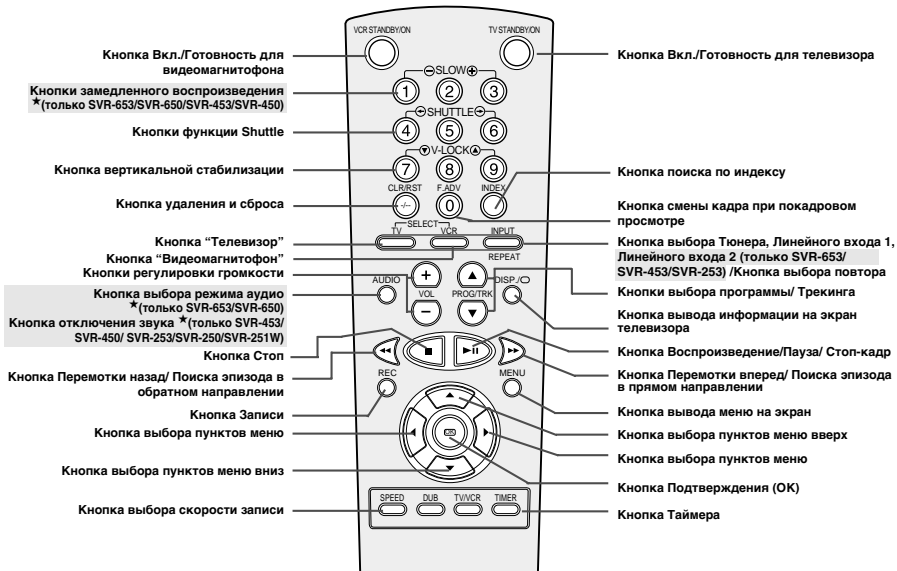 VCR STANDBY/ON
TV STANDBY/ON
Кнопка Вкл./Готовность для
видеомагнитофона
Кнопки замедленного воспроизведения
★(только SVR-653/SVR-650/SVR-453/SVR-450)
Кнопки функции Shuttle
Кнопка вертикальной стабилизации
Кнопка удаления и сброса
Кнопка “Телевизор”
Кнопка “Видеомагнитофон”
Кнопки регулировки громкости
Кнопка выбора режима аудио
★(только SVR-653/SVR-650)
Кнопка отключения звука ★(только SVR-453/
SVR-450/ SVR-253/SVR-250/SVR-251W)
Кнопка Стоп
Кнопка Перемотки назад/ Поиска эпизода в
обратном направлении
Кнопка Записи
Кнопка выбора пунктов меню
Кнопка выбора пунктов меню вниз
Кнопка выбора скорости записи
SLOW
1 2 3
SHUTTLE
4 5 6
V-LOCK
7 8 9
CLR/RST F.ADV INDEX
-/-- 0
SELECT
TV VCR INPUT
REPEAT
AUDIO
+
VOL
−
PROG/TRK
DISP./
REC
MENU
OK
SPEED DUB TV/VCR TIMER
Кнопка Вкл./Готовность для телевизора
Кнопка поиска по индексу
Кнопка смены кадра при покадровом
просмотре
Кнопка выбора Тюнера, Линейного входа 1,
Линейного входа 2 (только SVR-653/
SVR-453/SVR-253) /Кнопка выбора повтора
Кнопки выбора программы/ Трекинга
Кнопка вывода информации на экран
телевизора
Кнопка Воспроизведение/Пауза/ Стоп-кадр
Кнопка Перемотки вперед/ Поиска эпизода
в прямом направлении
Кнопка вывода меню на экран
Кнопка выбора пунктов меню вверх
Кнопка выбора пунктов меню
Кнопка Подтверждения (OK)
Кнопка Таймера